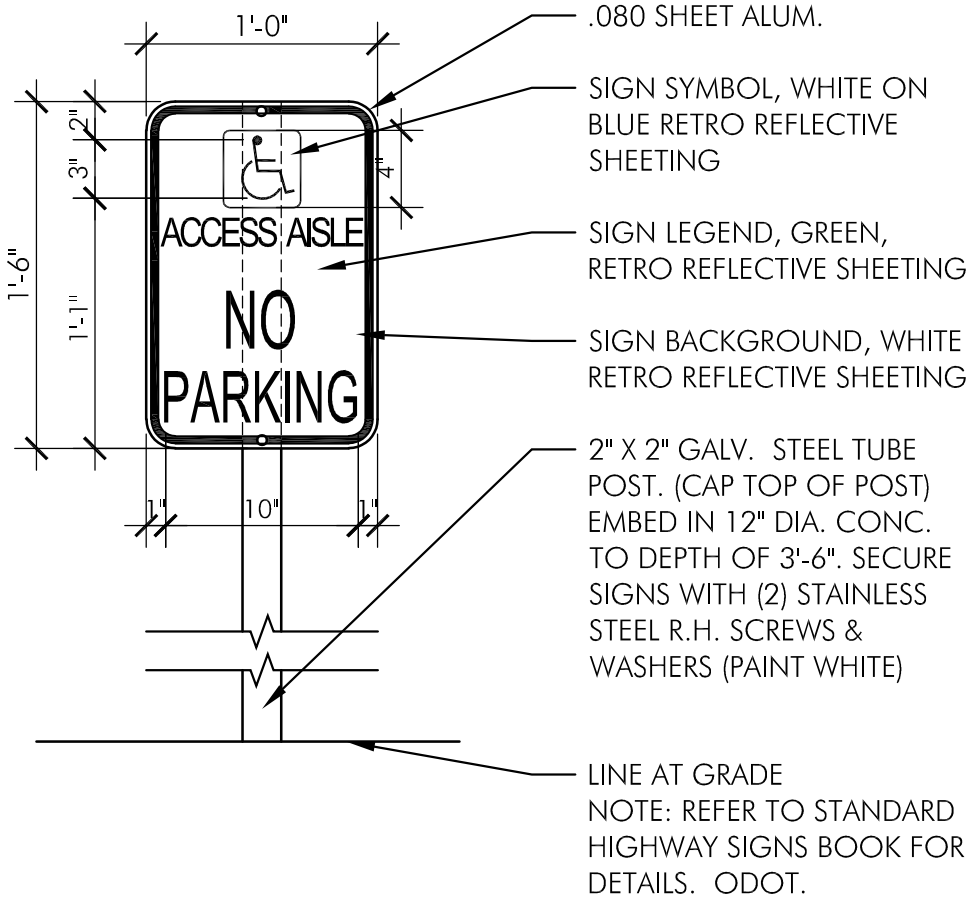 1'-0"
.080 SHEET ALUM.
SIGN SYMBOL, WHITE ON
BLUE RETRO REFLECTIVE
SHEETING
2"
3"
4"
1'-6"
1'-1"
ACCESS AISLE
NO
PARKING
SIGN LEGEND, GREEN,
RETRO REFLECTIVE SHEETING
SIGN BACKGROUND, WHITE
RETRO REFLECTIVE SHEETING
1"
10"
1"
2" X 2" GALV. STEEL TUBE
POST. (CAP TOP OF POST)
EMBED IN 12" DIA. CONC.
TO DEPTH OF 3'-6". SECURE
SIGNS WITH (2) STAINLESS
STEEL R.H. SCREWS &
WASHERS (PAINT WHITE)
LINE AT GRADE
NOTE: REFER TO STANDARD
HIGHWAY SIGNS BOOK FOR
DETAILS. ODOT.